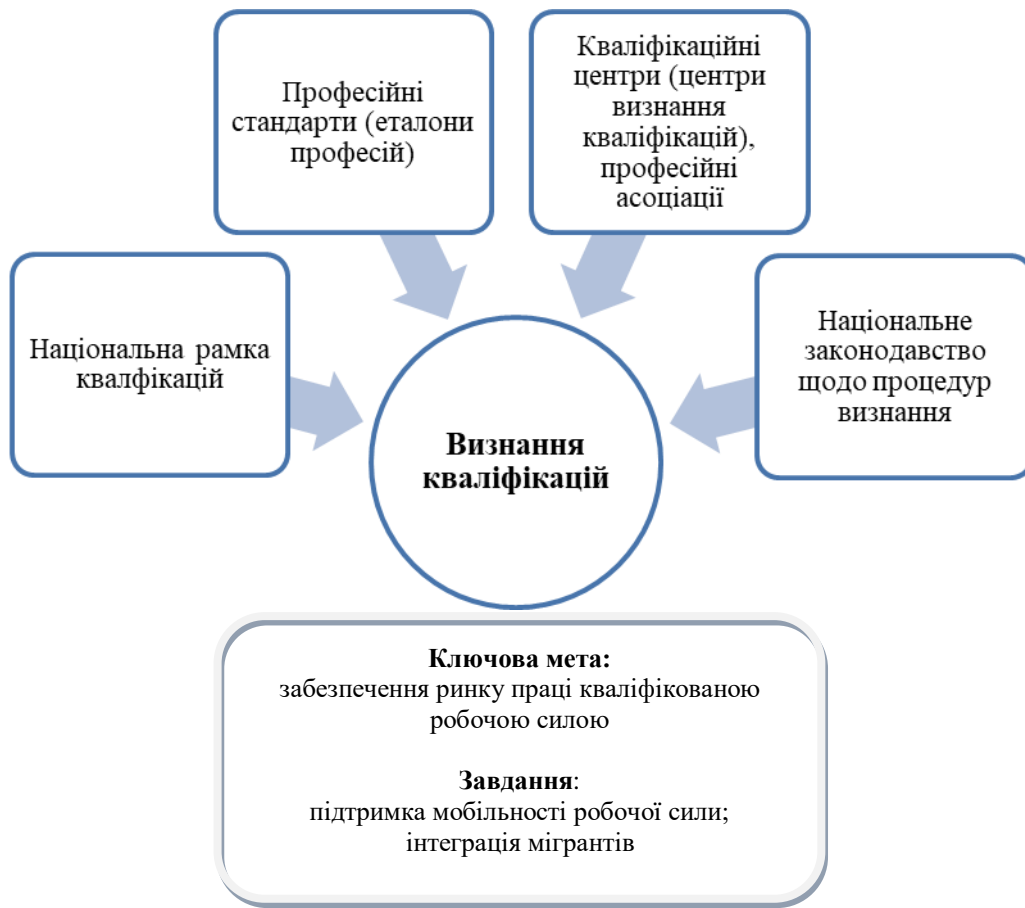 Професійні
стандарти (еталони
професій)
Кваліфікаційні
центри (центри
визнання
кваліфікацій),
професійні
асоціації
Національна рамка
квалфікацій
Національне
законодавство
щодо процедур
визнання
Визнання
кваліфікацій
Ключова мета:
забезпечення ринку праці кваліфікованою
робочою силою
Завдання:
підтримка мобільності робочої сили;
інтеграція мігрантів